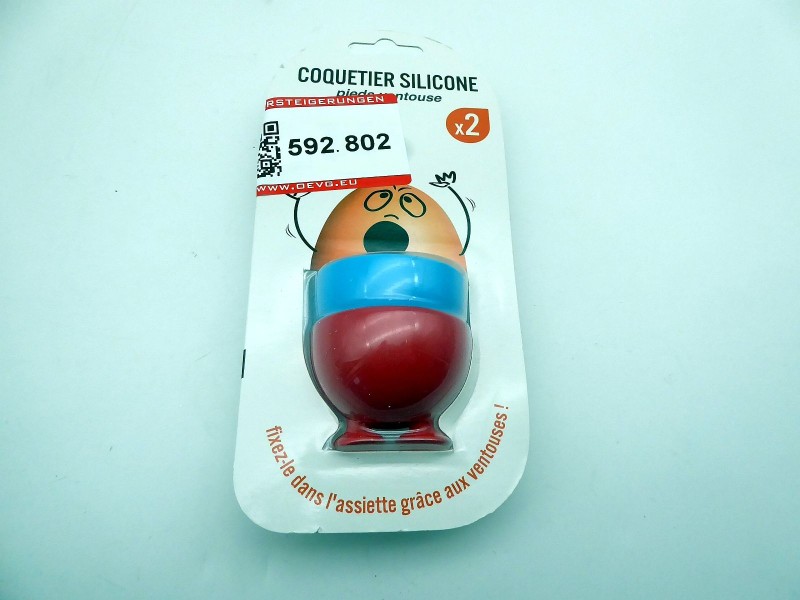 COQUETIER SILICONE
RSTEIGERUNGEN
x2
592.802
WWW.OEVG.EU
fixez-le dans l'assiette grâce aux ventouses !